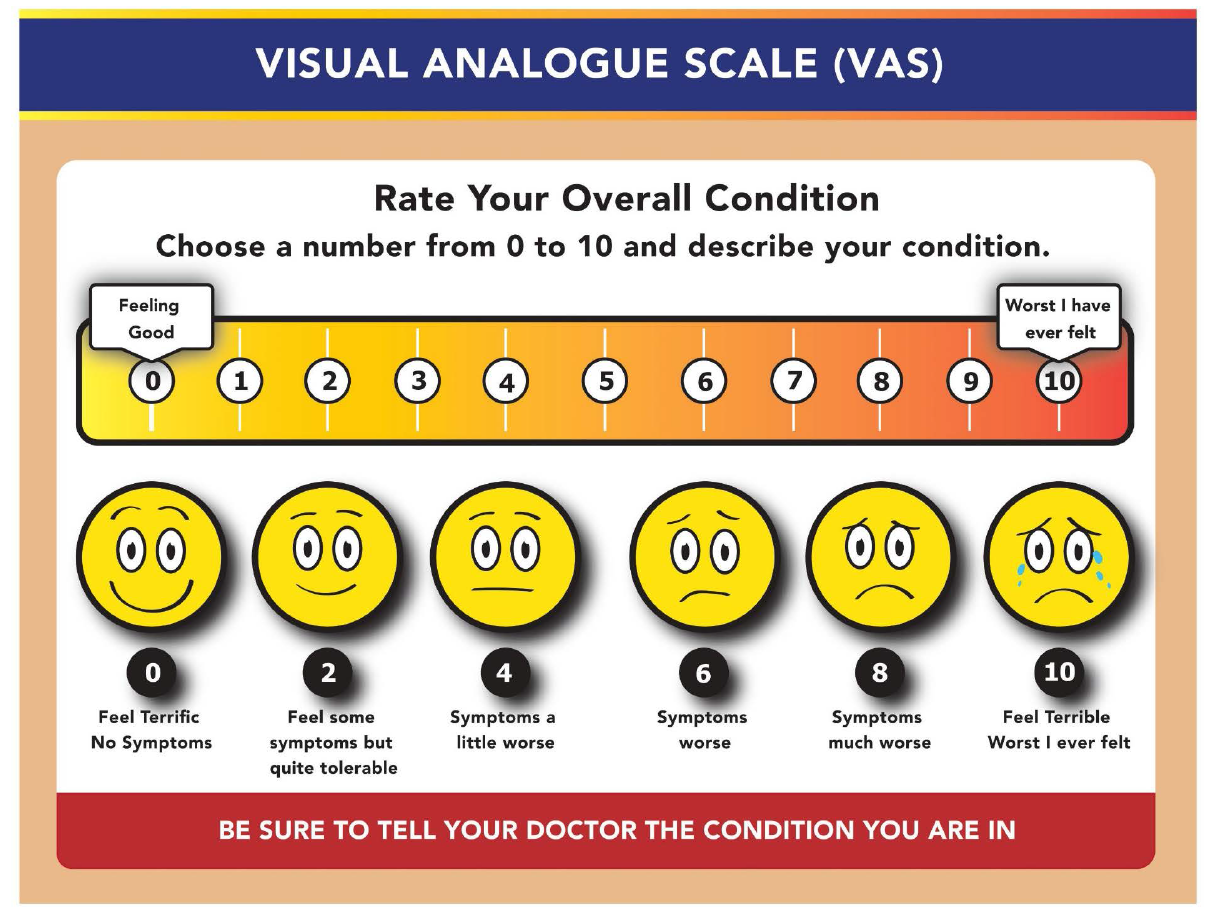 VISUAL ANALOGUE SCALE (VAS)
Rate Your Overall Condition
Choose a number from 0 to 10 and describe your condition.
Feeling
Good
Worst I have
ever felt
0 1 2 3 4 5 6 7 8 9 10
0 2 4 6 8 10
Feel Terrific
No Symptoms
Feel some
symptoms but
quite tolerable
Symptoms a
little worse
Symptoms
worse
Symptoms
much worse
Feel Terrible
Worst I ever felt
BE SURE TO TELL YOUR DOCTOR THE CONDITION YOU ARE IN